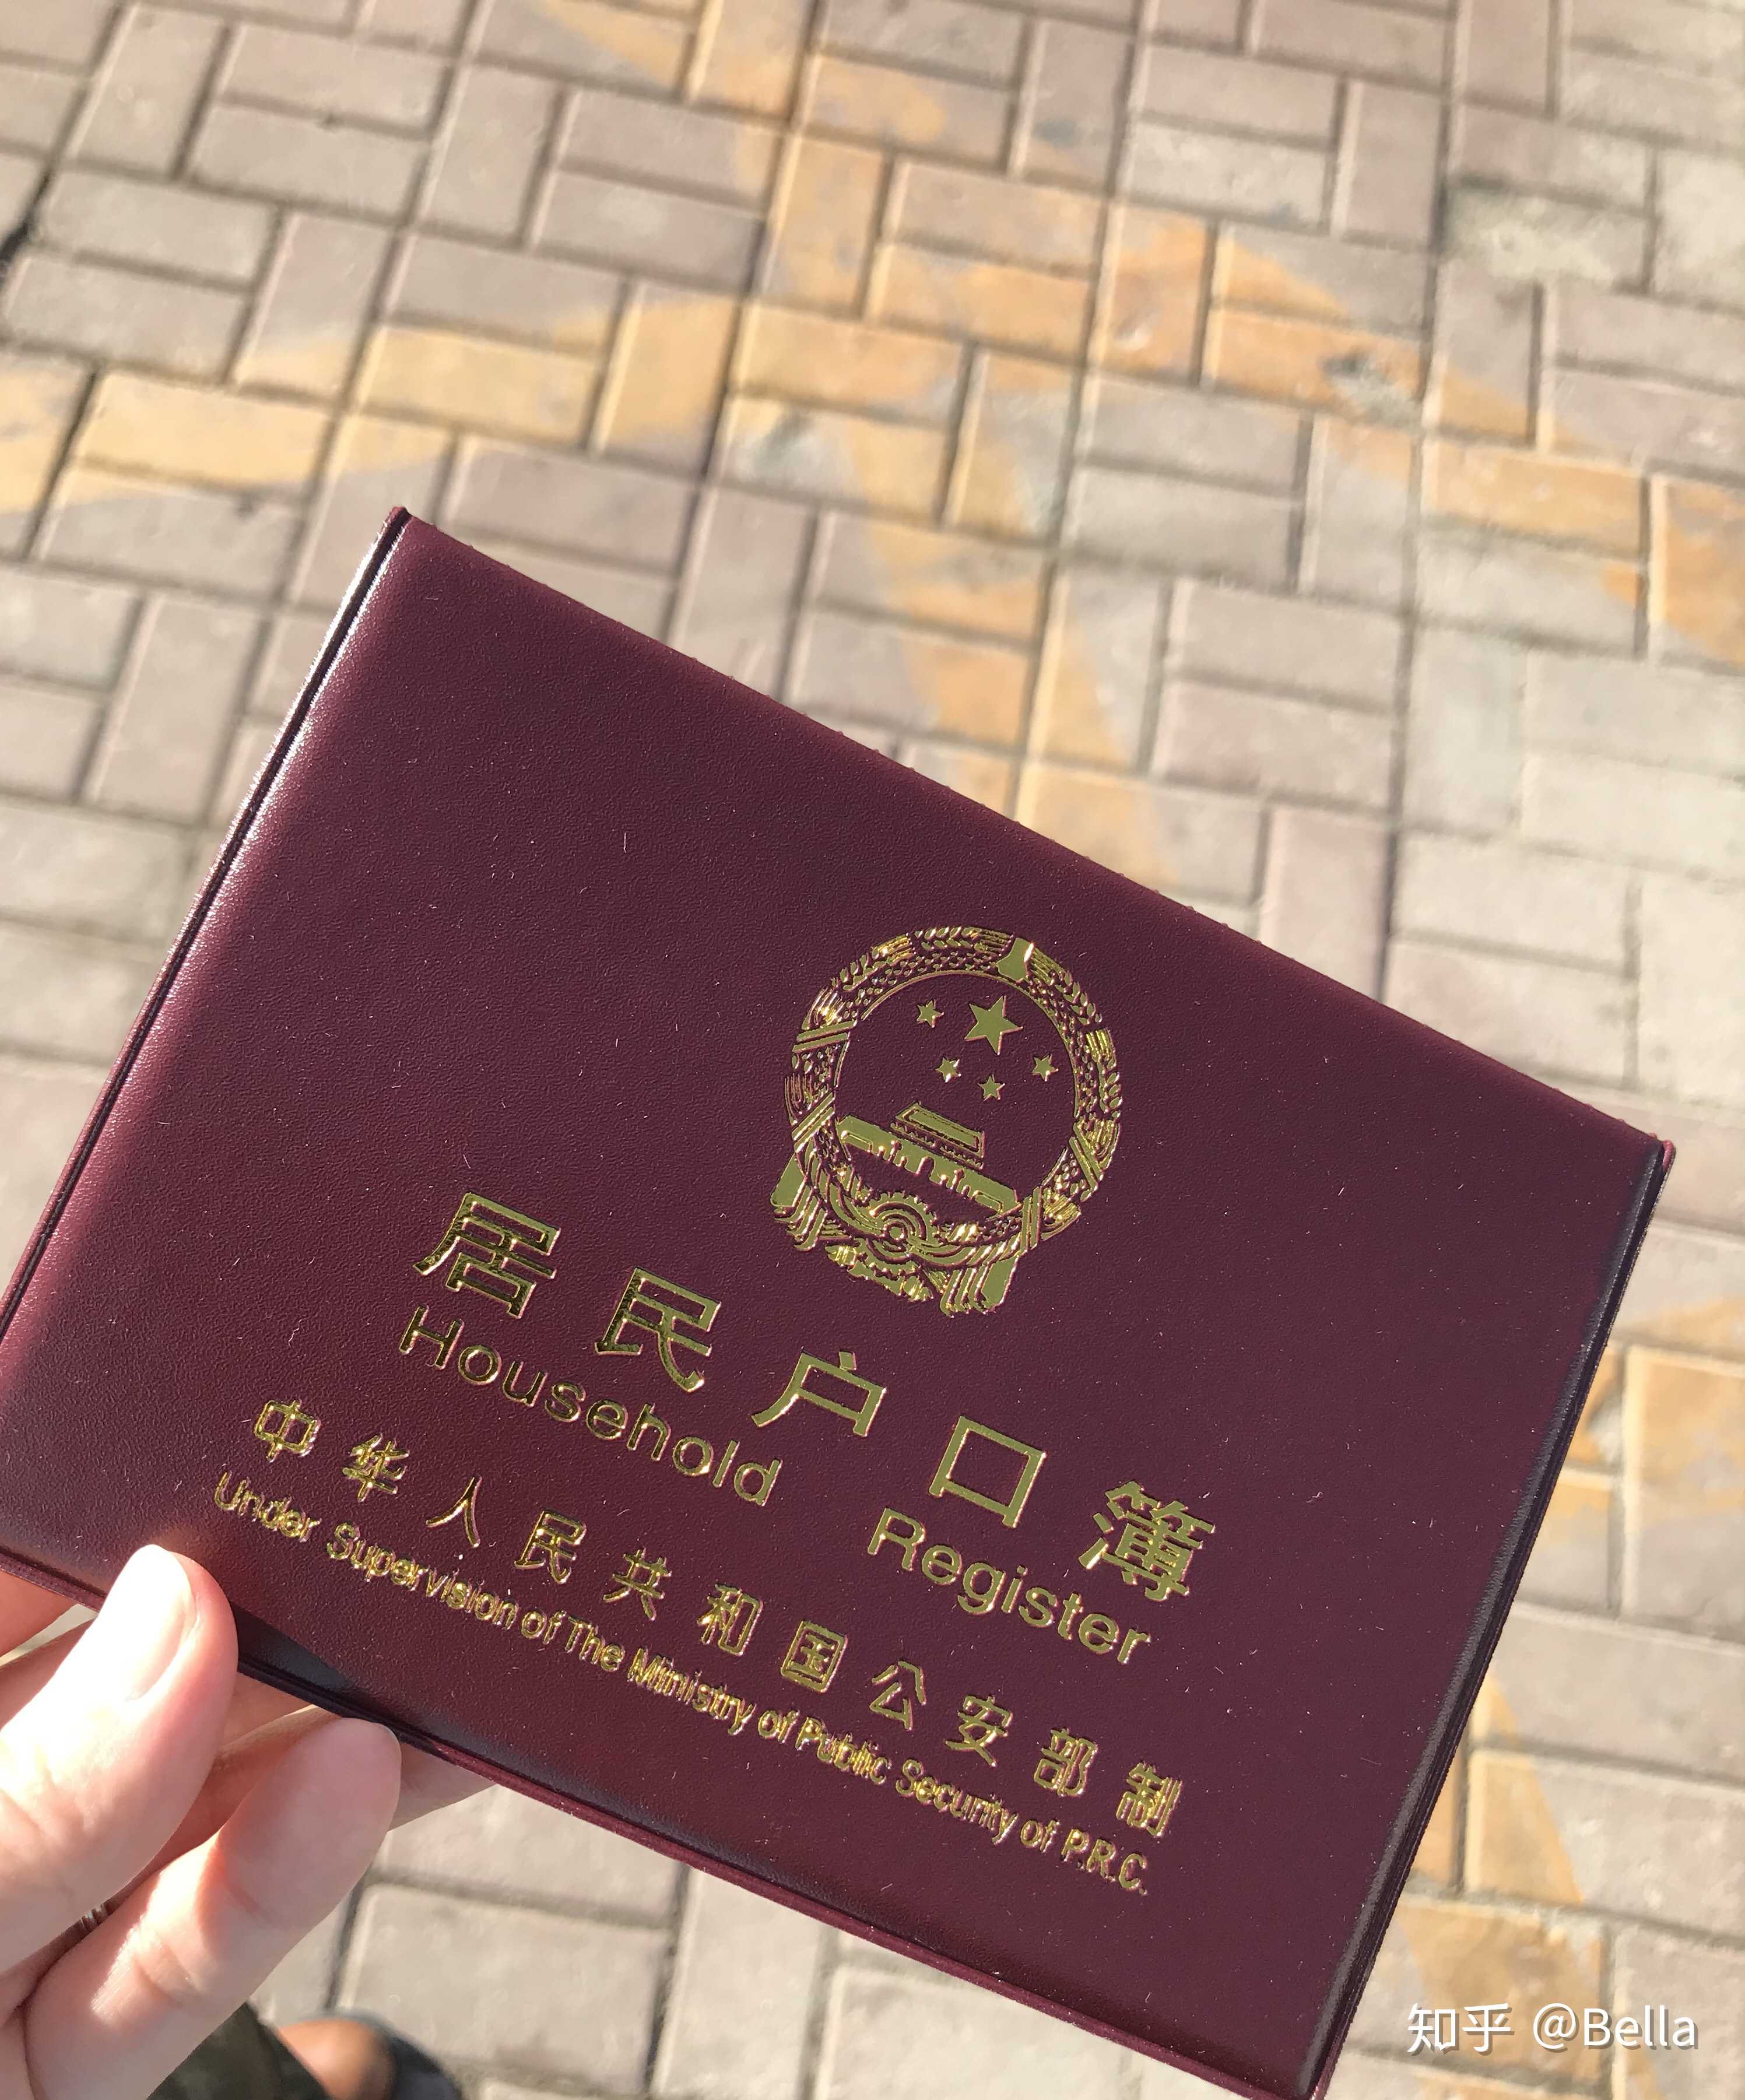 居民户口簿
Household Register
中华人民共和国公安部制
Under Supervision of The Ministry of Public Security of P.R.C.
知乎 @Bella